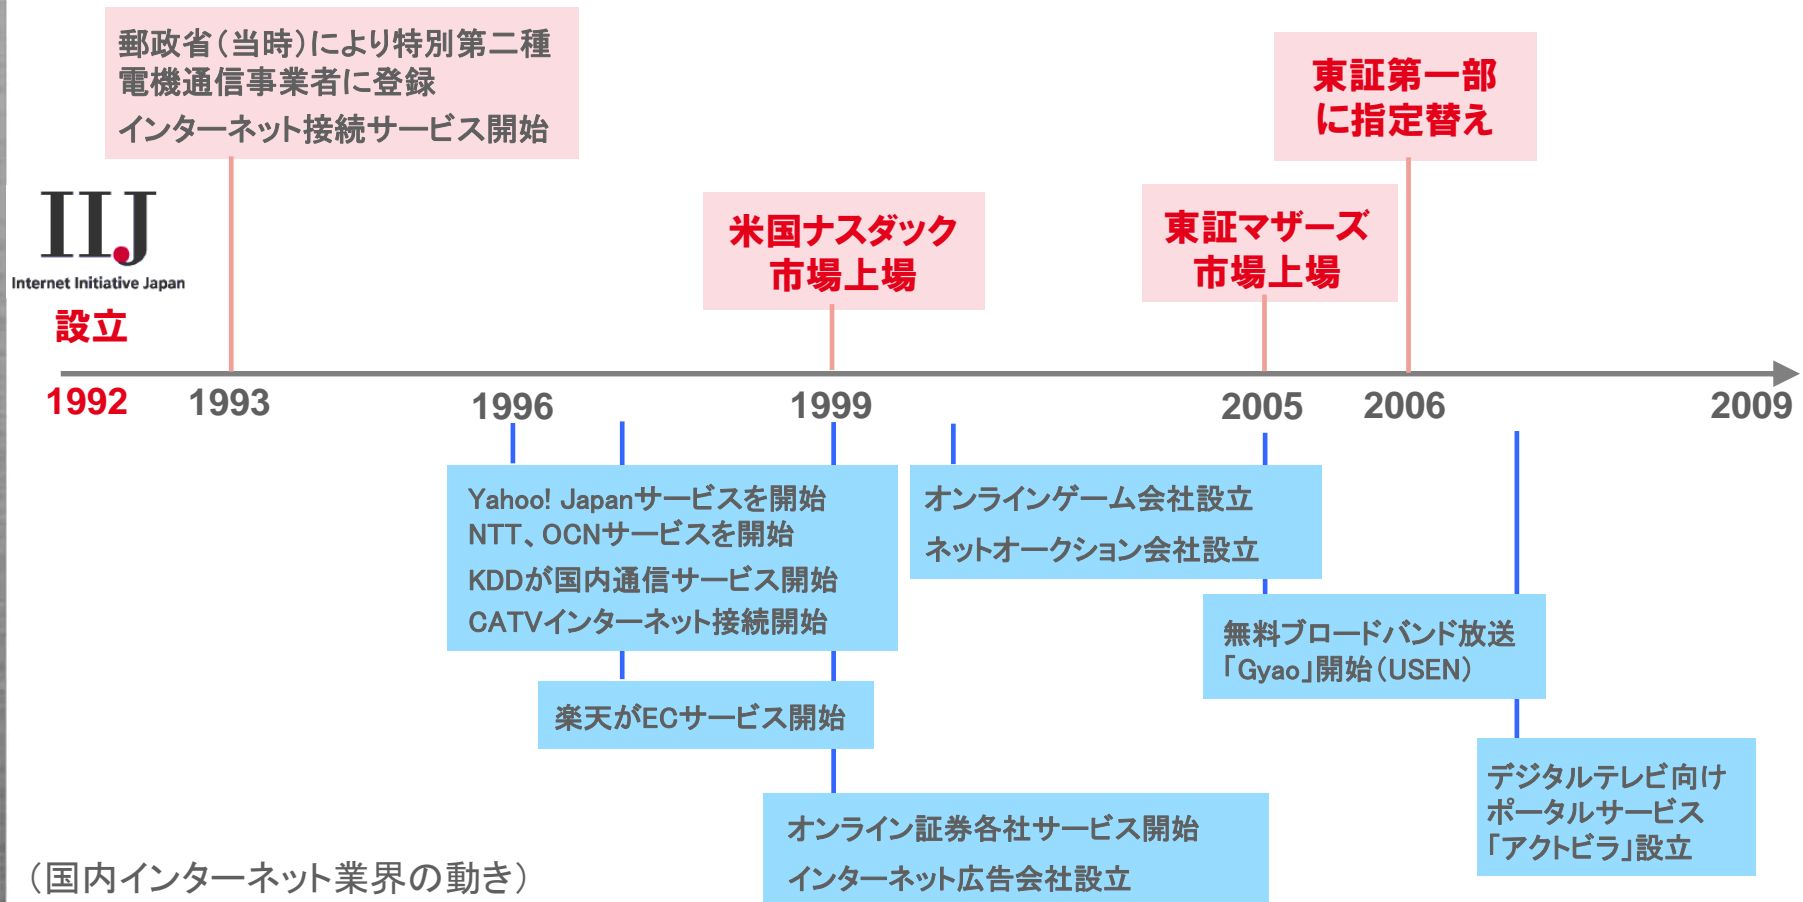 郵政省（当時）により特別第二種
電機通信事業者に登録
インターネット接続サービス開始
東証第一部
に指定替え
IIJ
Internet Initiative Japan
設立
米国ナスダック
市場上場
東証マザーズ
市場上場
1992
1993
1996
1999
2005
2006
2009
Yahoo! Japanサービスを開始
NTT、OCNサービスを開始
KDDが国内通信サービス開始
CATVインターネット接続開始
オンラインゲーム会社設立
ネットオークション会社設立
無料ブロードバンド放送
「Gyao」開始（USEN）
楽天がECサービス開始
デジタルテレビ向け
ポータルサービス
「アクトビラ」設立
オンライン証券各社サービス開始
インターネット広告会社設立
（国内インターネット業界の動き）